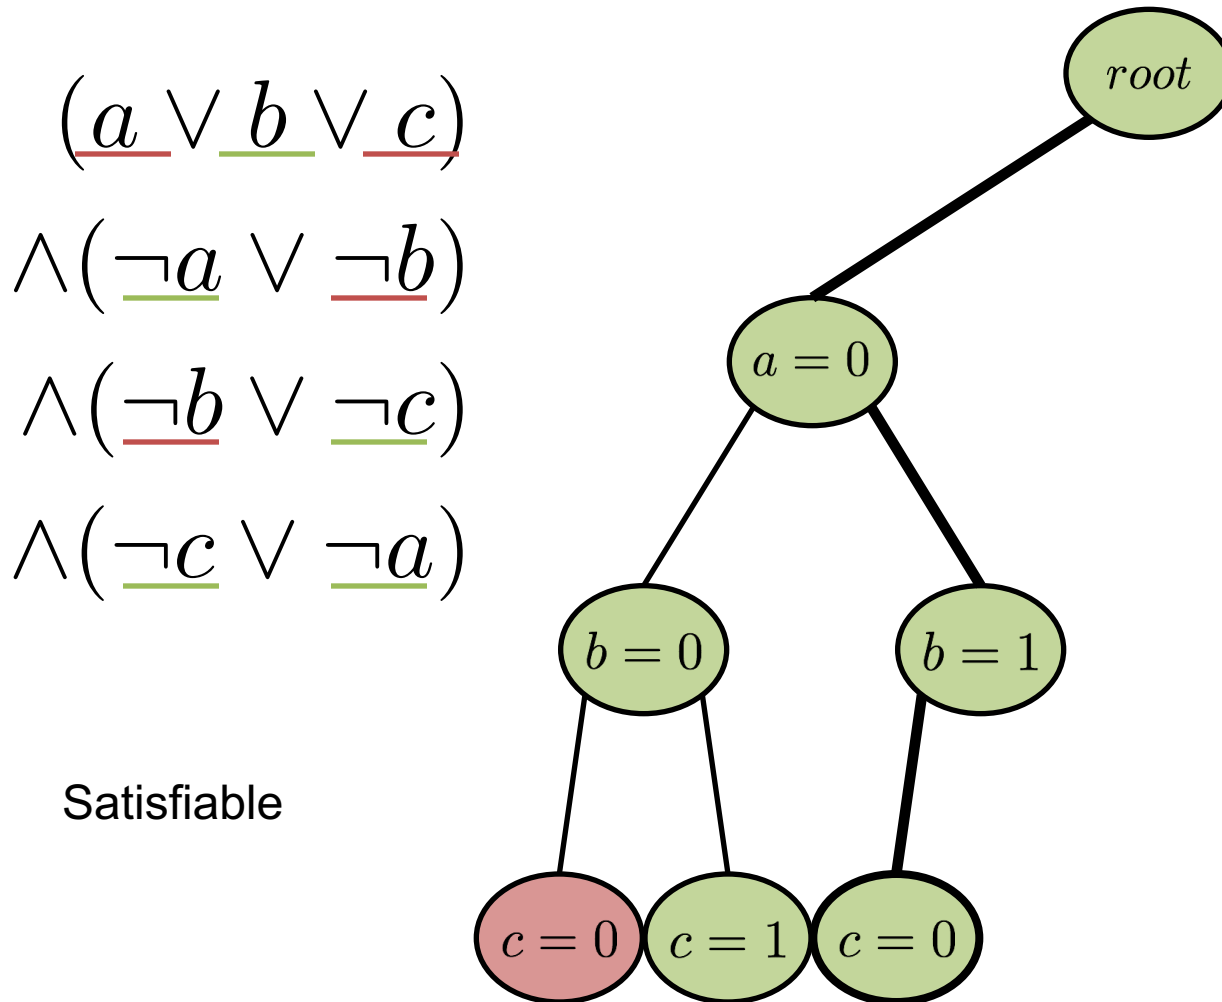 (a ∨ b ∨ c)
∧(¬a ∨ ¬b)
∧(¬b ∨ ¬c)
∧(¬c ∨ ¬a)
Satisfiable
root
a = 0
b = 0
b = 1
c = 0
c = 1
c = 0